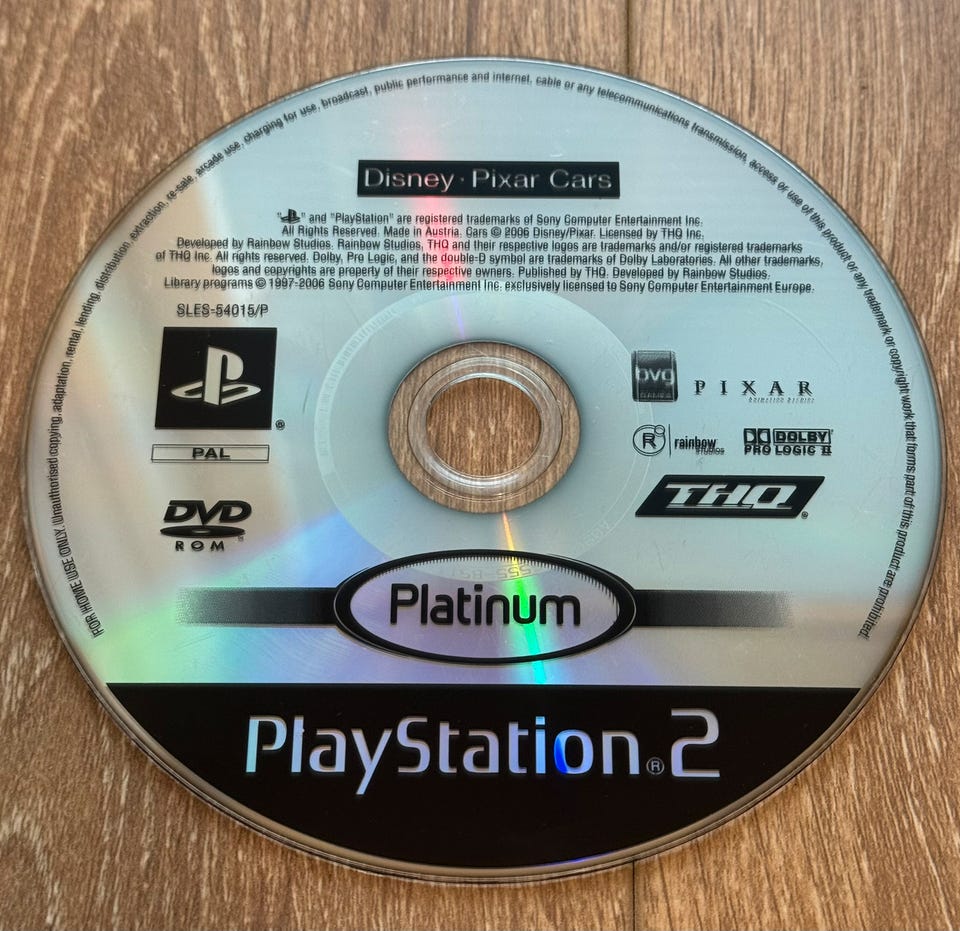 FOR HOME USE ONLY. Unauthorised copying, adaptation, rental, lending, distribution, extraction, re-sale, arcade use, charging for use, broadcast, public performance and internet, cable or any telecommunications transmission, access or use of this product or any trademark or copyright work that forms part of this product are prohibited.
Disney · Pixar Cars
"PS" and "PlayStation" are registered trademarks of Sony Computer Entertainment Inc.
All Rights Reserved. Made in Austria. Cars © 2006 Disney/Pixar. Licensed by THQ Inc.
Developed by Rainbow Studios. Rainbow Studios, THQ and their respective logos are trademarks and/or registered trademarks
of THQ Inc. All rights reserved. Dolby, Pro Logic, and the double-D symbol are trademarks of Dolby Laboratories. All other trademarks,
logos and copyrights are property of their respective owners. Published by THQ. Developed by Rainbow Studios.
Library programs © 1997-2006 Sony Computer Entertainment Inc. exclusively licensed to Sony Computer Entertainment Europe.
SLES-54015/P
®
PAL
DVD
ROM
bvg
GAMES
PIXAR
ANIMATION STUDIOS
R
rainbow
STUDIOS
DOLBY
PRO LOGIC II
THQ®
Platinum
PlayStation®2